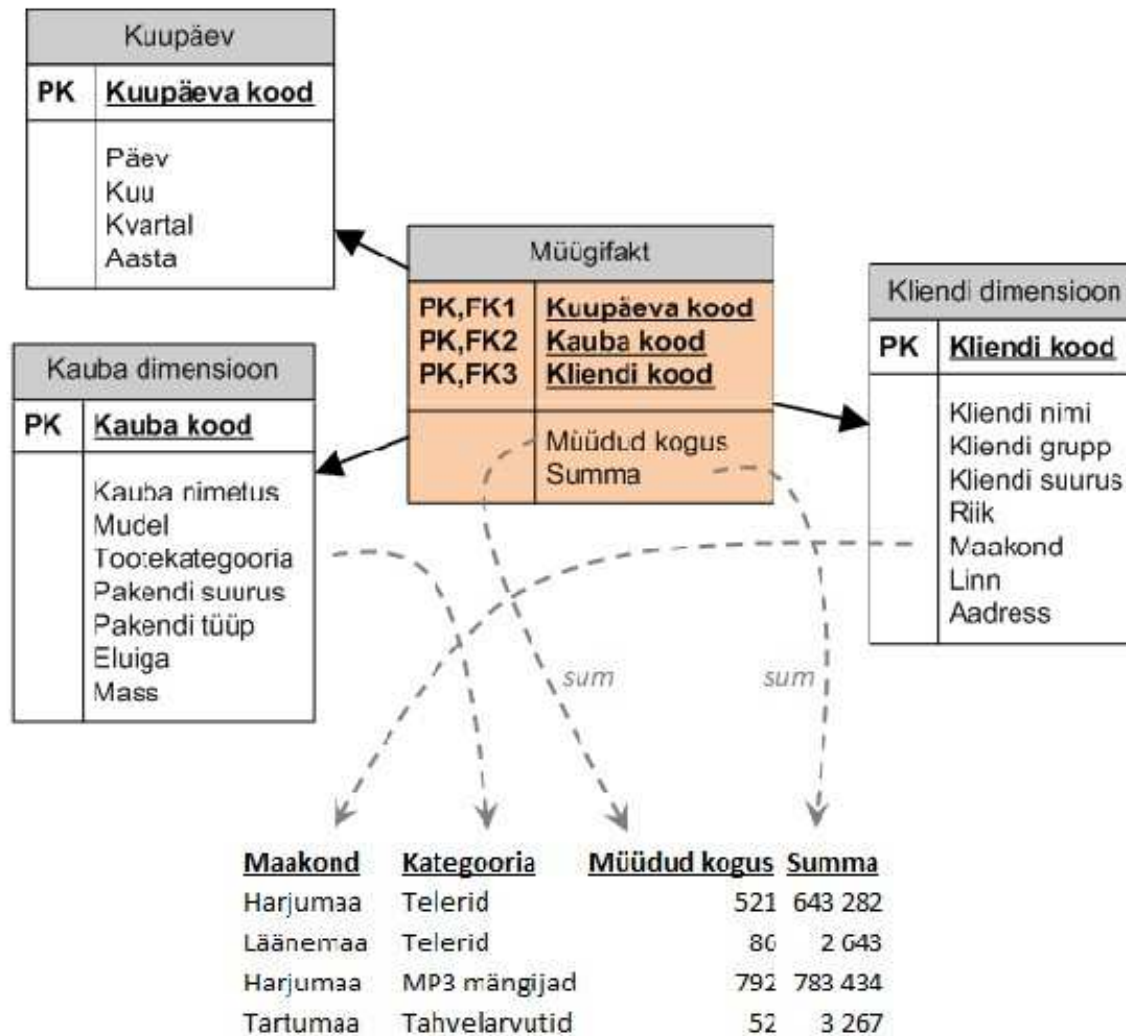 Kuupäev
PK Kuupäeva kood
Päev
Kuu
Kvartal
Aasta
Müügifakt
PK,FK1 Kuupäeva kood
PK,FK2 Kauba kood
PK,FK3 Kliendi kood
Müüdud kogus
Summa
Kliendi dimensioon
PK Kliendi kood
Kliendi nimi
Kliendi grupp
Kliendi suurus
Riik
Maakond
Linn
Aadress
Kauba dimensioon
PK Kauba kood
Kauba nimetus
Mudel
Tootekategooria
Pakendi suurus
Pakendi tüüp
Eluiga
Mass
sum
sum
Maakond Kategooria Müüdud kogus Summa
Harjumaa Telerid 521 643 282
Läänemaa Telerid 86 2 643
Harjumaa MP3 mängijad 792 783 434
Tartumaa Tahvelarvutid 52 3 267